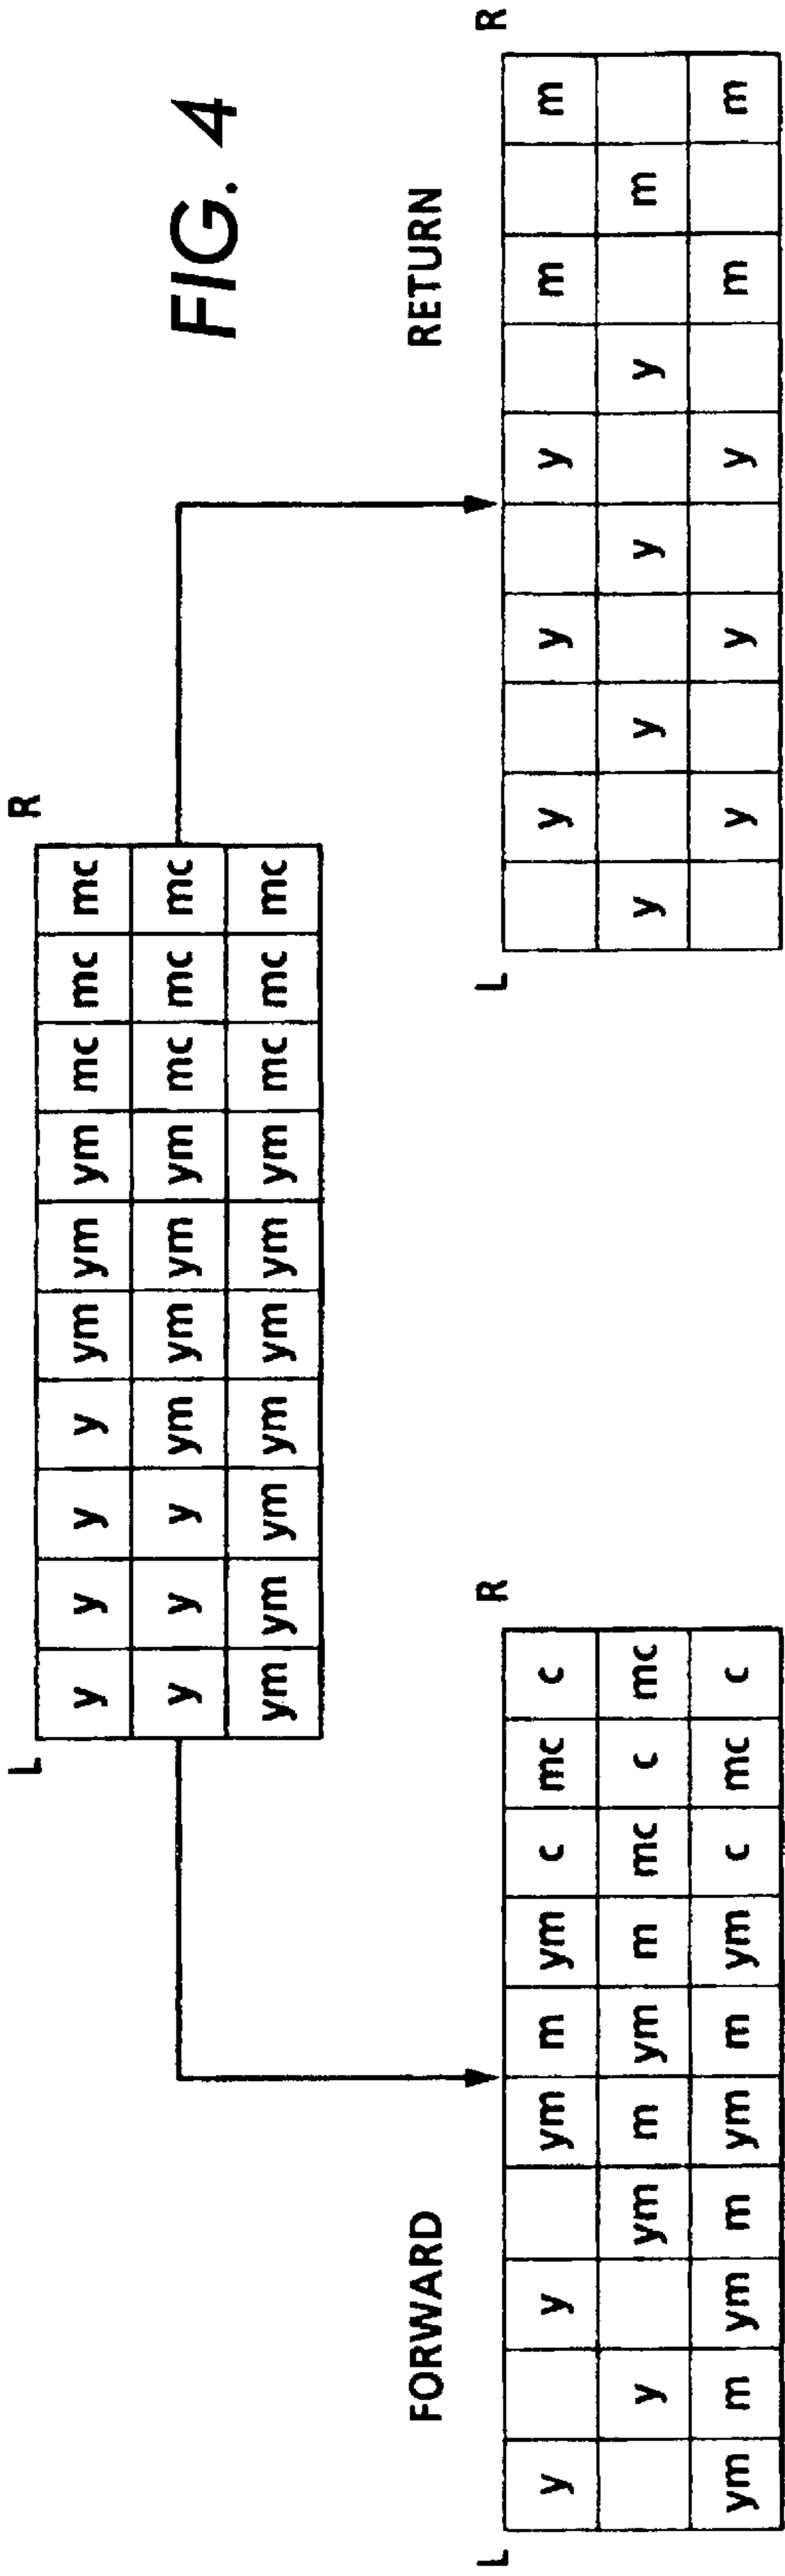 FIG. 4
L R
y y y y ym ym ym mc mc mc
y y y ym ym ym ym mc mc mc
ym ym ym ym ym ym ym mc mc mc
FORWARD
L R
y y ym m ym c mc c
y ym m ym m mc c mc
ym m ym m ym m ym c mc c
RETURN
L R
y y y m m
y y y y m
y y y m m